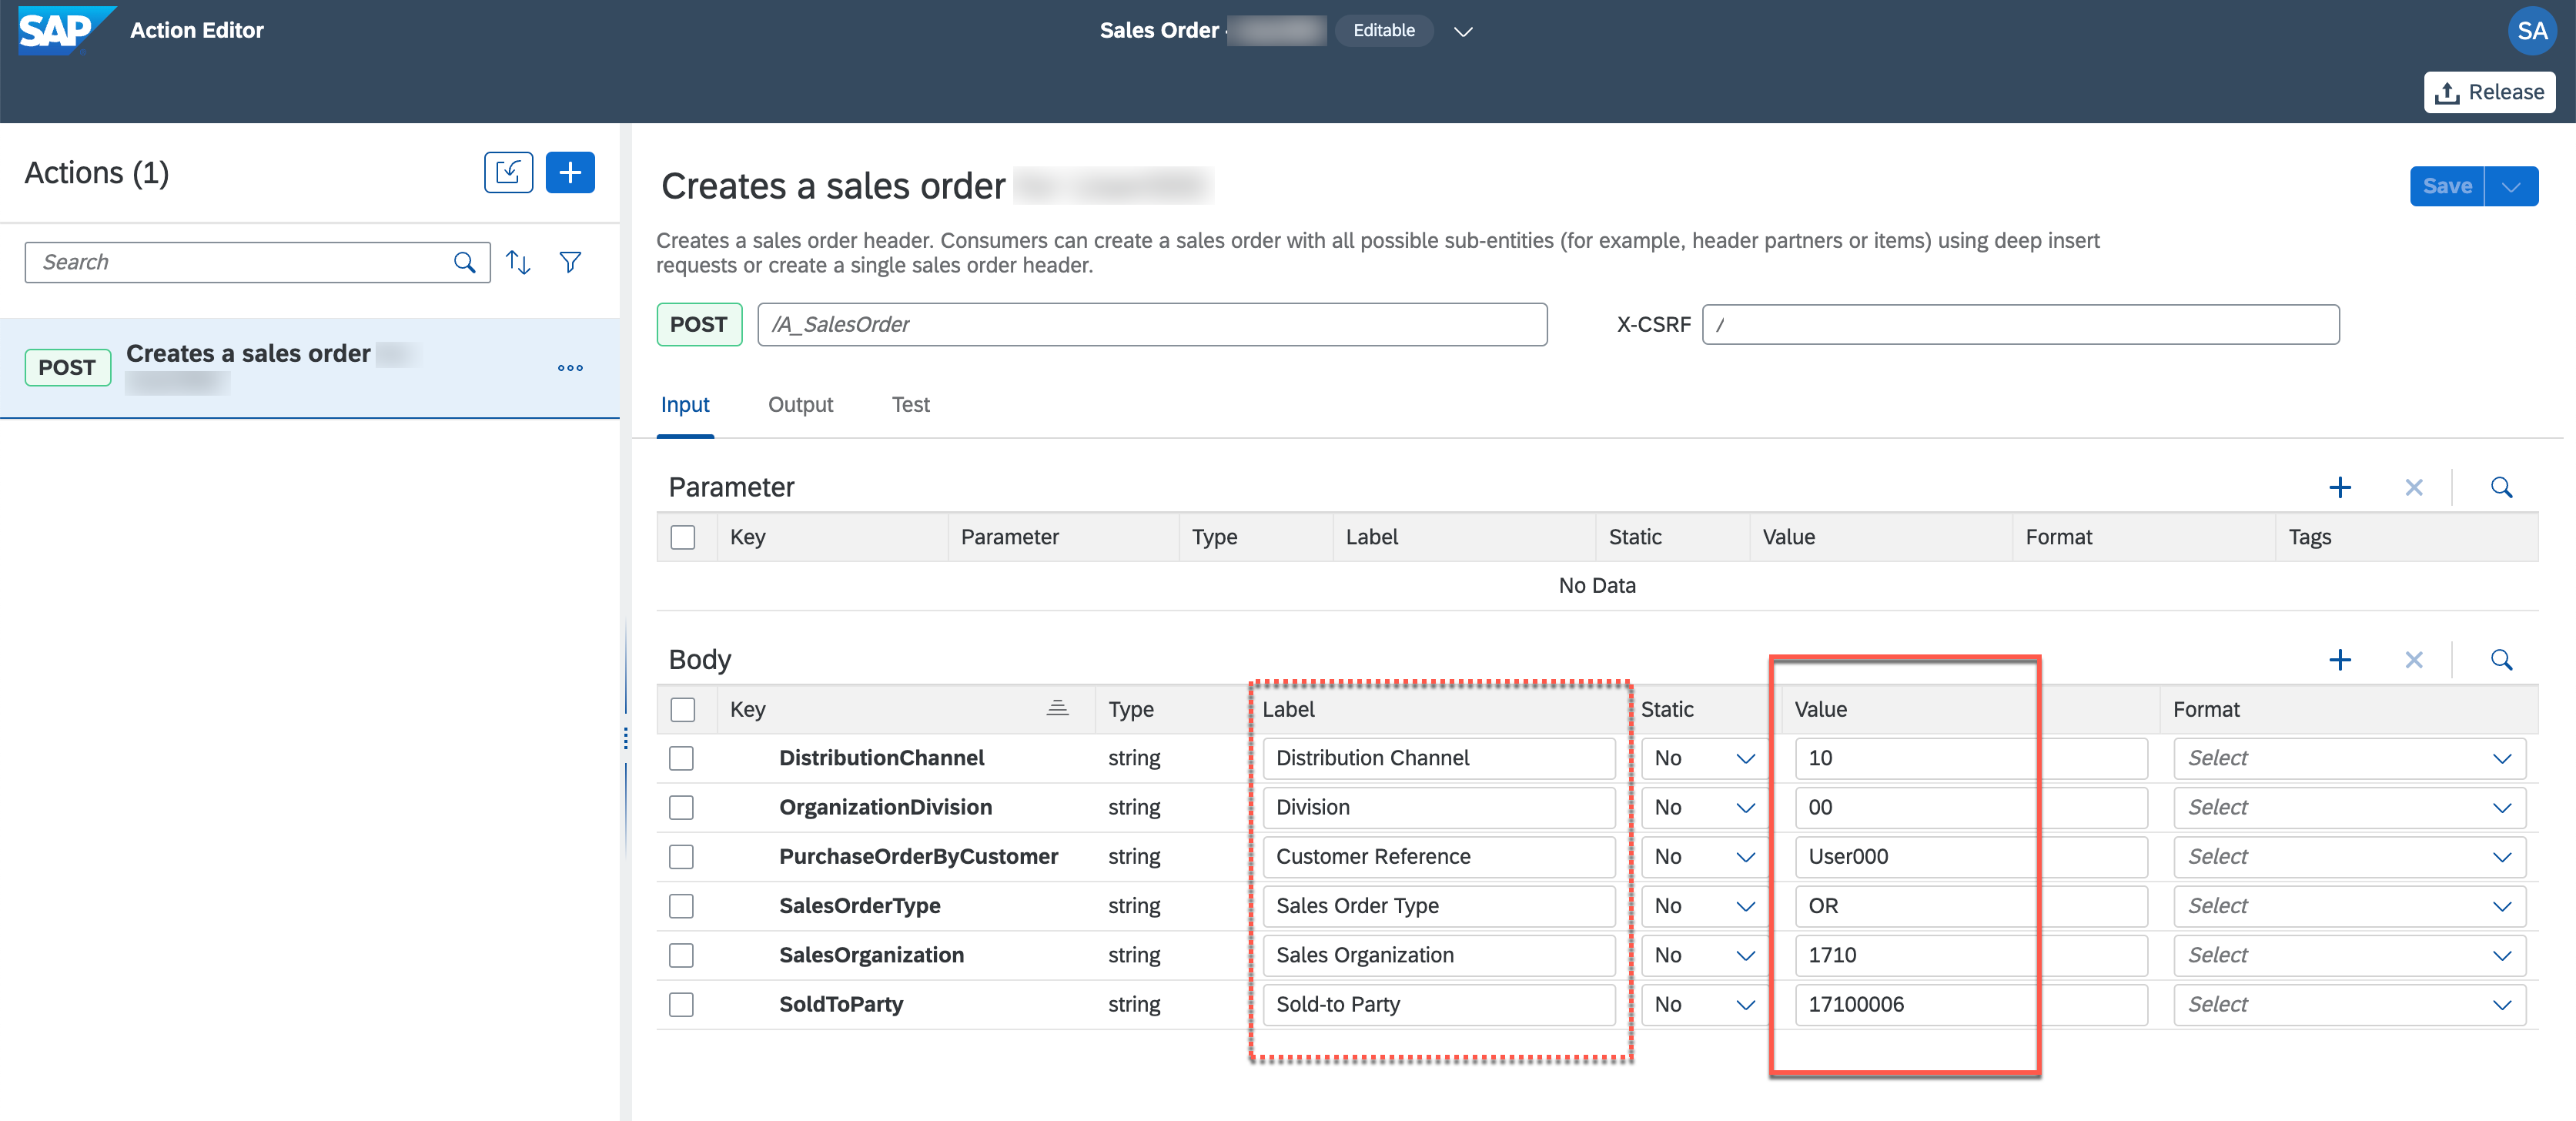 SAP Action Editor Sales Order - Editable SA
Release
Actions (1)
Search
POST Creates a sales order
Creates a sales order
Save
Creates a sales order header. Consumers can create a sales order with all possible sub-entities (for example, header partners or items) using deep insert
requests or create a single sales order header.
POST /A_SalesOrder X-CSRF /
Input Output Test
Parameter
Key Parameter Type Label Static Value Format Tags
No Data
Body
Key Type Label Static Value Format
DistributionChannel string Distribution Channel No 10 Select
OrganizationDivision string Division No 00 Select
PurchaseOrderByCustomer string Customer Reference No User000 Select
SalesOrderType string Sales Order Type No OR Select
SalesOrganization string Sales Organization No 1710 Select
SoldToParty string Sold-to Party No 17100006 Select